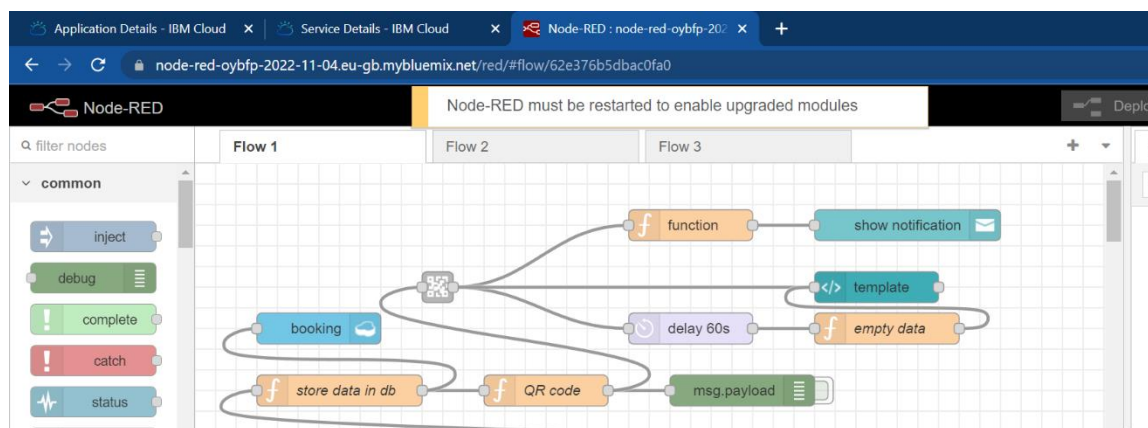 Application Details - IBM Cloud
Service Details - IBM Cloud
Node-RED : node-red-oybfp-202
node-red-oybfp-2022-11-04.eu-gb.mybluemix.net/red/#flow/62e376b5dbac0fa0
Node-RED
Node-RED must be restarted to enable upgraded modules
Deplo
filter nodes
Flow 1
Flow 2
Flow 3
common
function
show notification
inject
debug
template
complete
booking
delay 60s
empty data
catch
store data in db
QR code
msg.payload
status